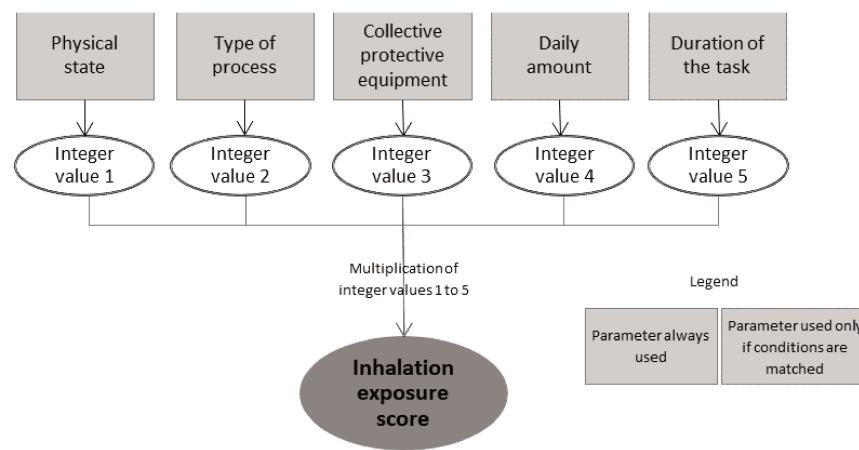 Physical
state
Type of
process
Collective
protective
equipment
Daily
amount
Duration of
the task
Integer
value 1
Integer
value 2
Integer
value 3
Integer
value 4
Integer
value 5
Multiplication of
integer values 1 to 5
Inhalation
exposure
score
Legend
Parameter always
used
Parameter used only
if conditions are
matched